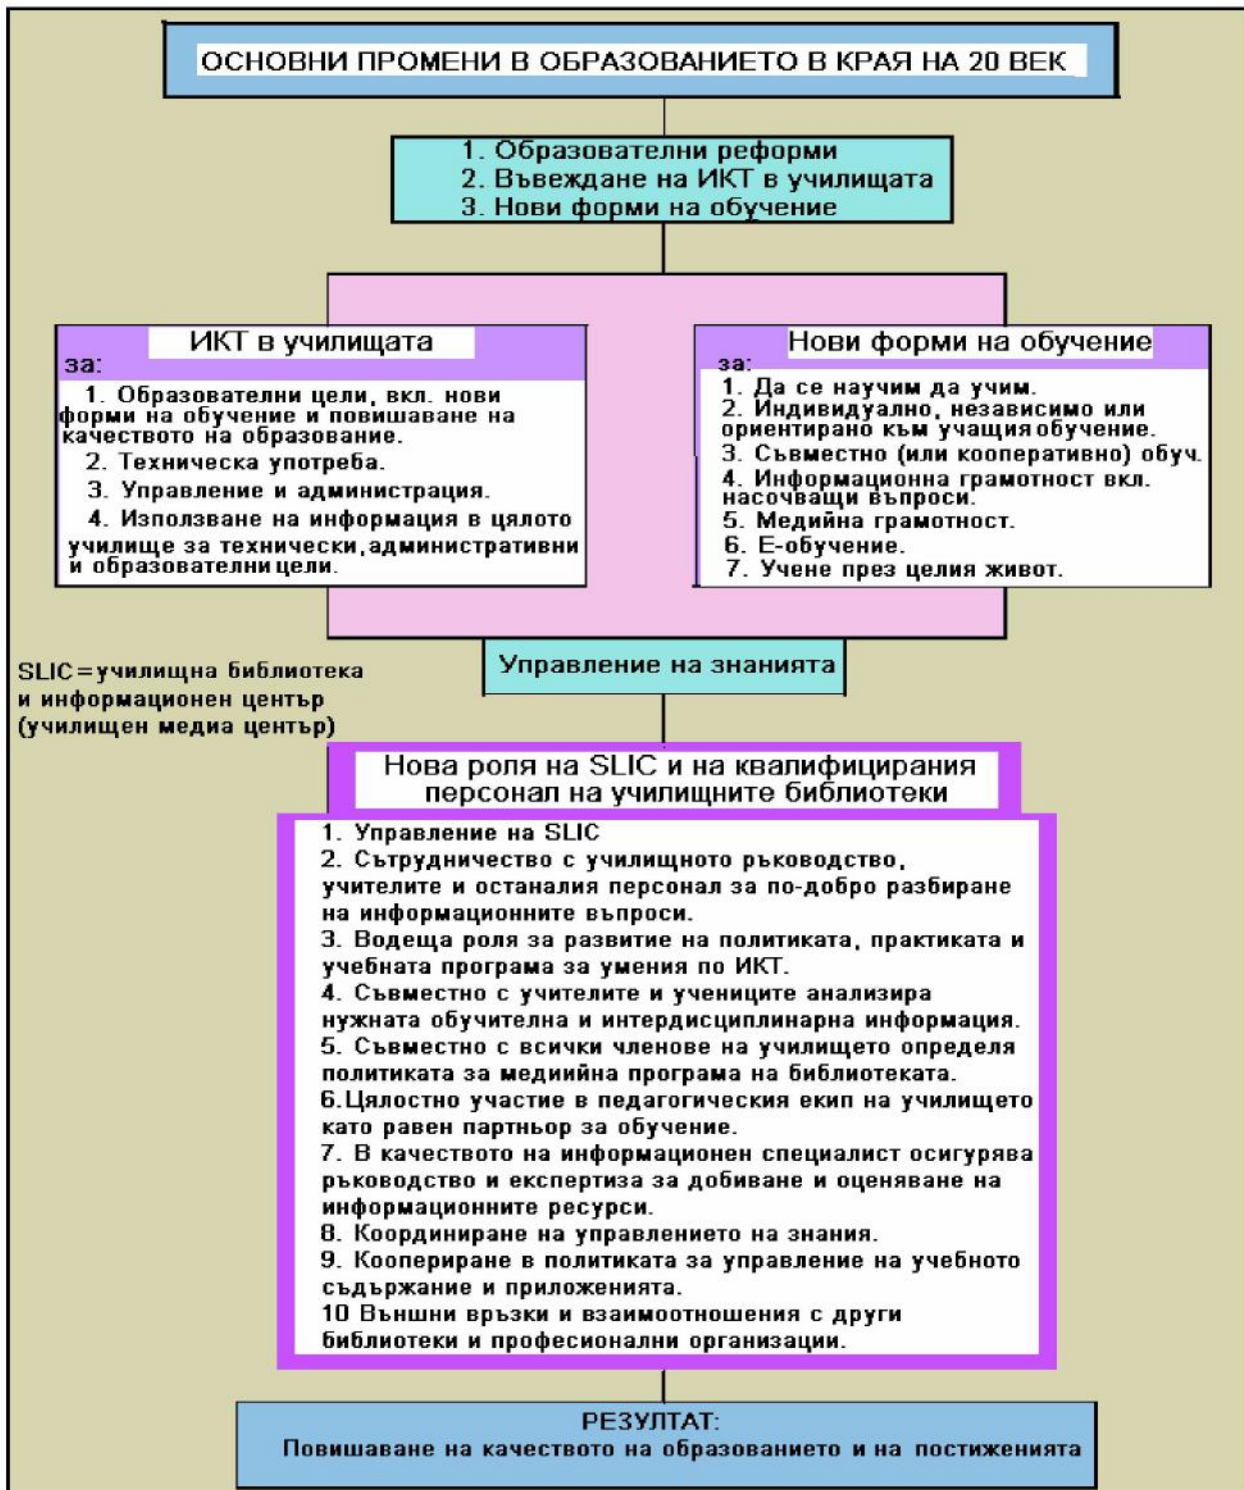 ОСНОВНИ ПРОМЕНИ В ОБРАЗОВАНИЕТО В КРАЯ НА 20 ВЕК
1. Образователни реформи
2. Въвеждане на ИКТ в училищата
3. Нови форми на обучение
ИКТ в училищата
за:
1. Образователни цели, вкл. нови
форми на обучение и повишаване на
качеството на образование.
2. Техническа употреба.
3. Управление и администрация.
4. Използване на информация в цялото
училище за технически,административни
и образователни цели.
Нови форми на обучение
за:
1. Да се научим да учим.
2. Индивидуално, независимо или
ориентирано към учащия обучение.
3. Съвместно (или кооперативно) обуч.
4. Информационна грамотност вкл.
насочващи въпроси.
5. Медийна грамотност.
6. Е-обучение.
7. Учене през целия живот.
Управление на знанията
SLIC=училищна библиотека
и информационен център
(училищен медиа център)
Нова роля на SLIC и на квалифицирания
персонал на училищните библиотеки
1. Управление на SLIC
2. Сътрудничество с училищното ръководство,
учителите и останалия персонал за по-добро разбиране
на информационните въпроси.
3. Водеща роля за развитие на политиката, практиката и
учебната програма за умения по ИКТ.
4. Съвместно с учителите и учениците анализира
нужната обучителна и интердисциплинарна информация.
5. Съвместно с всички членове на училището определя
политиката за медиийна програма на библиотеката.
6.Цялостно участие в педагогическия екип на училището
като равен партньор за обучение.
7. В качеството на информационен специалист осигурява
ръководство и експертиза за добиване и оценяване на
информационните ресурси.
8. Координиране на управлението на знания.
9. Коопериране в политиката за управление на учебното
съдържание и приложенията.
10 Външни връзки и взаимоотношения с други
библиотеки и професионални организации.
РЕЗУЛТАТ:
Повишаване на качеството на образованието и на постиженията